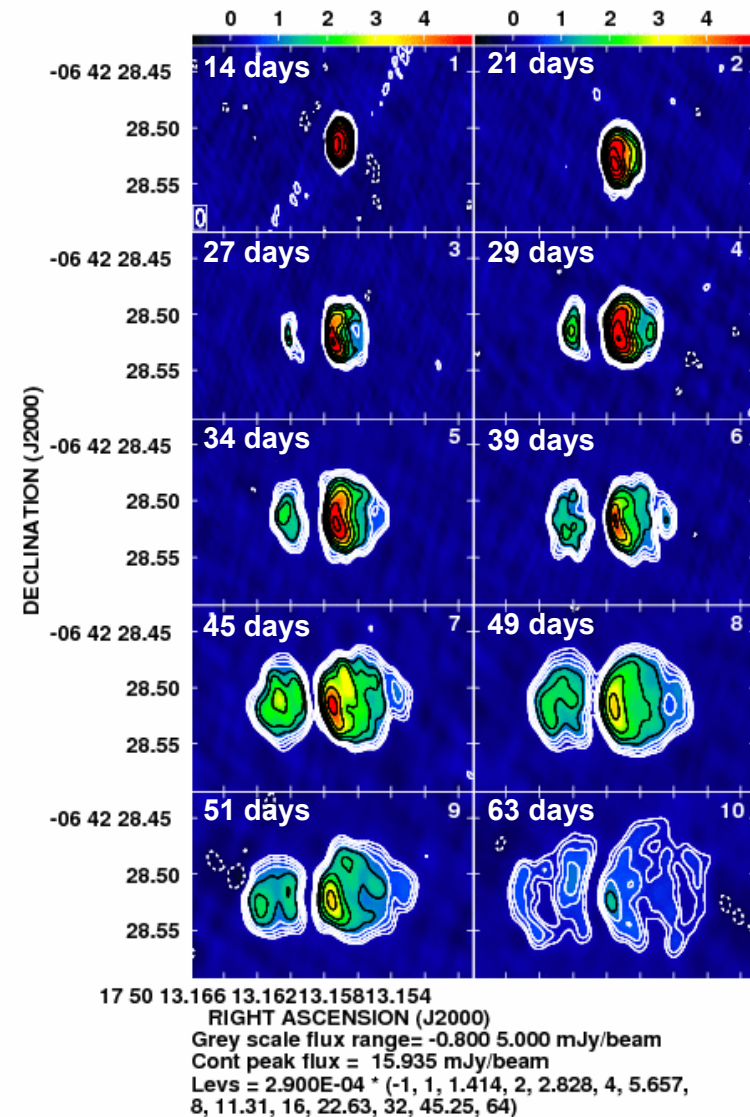 0 1 2 3 4 0 1 2 3 4
14 days 1 21 days 2
-06 42 28.45
28.50
28.55
27 days 3 29 days 4
-06 42 28.45
28.50
28.55
34 days 5 39 days 6
-06 42 28.45
28.50
28.55
45 days 7 49 days 8
-06 42 28.45
28.50
28.55
51 days 9 63 days 10
-06 42 28.45
28.50
28.55
DECLINATION (J2000)
17 50 13.166 13.16213.15813.154
RIGHT ASCENSION (J2000)
Grey scale flux range= -0.800 5.000 mJy/beam
Cont peak flux = 15.935 mJy/beam
Levs = 2.900E-04 * (-1, 1, 1.414, 2, 2.828, 4, 5.657,
8, 11.31, 16, 22.63, 32, 45.25, 64)